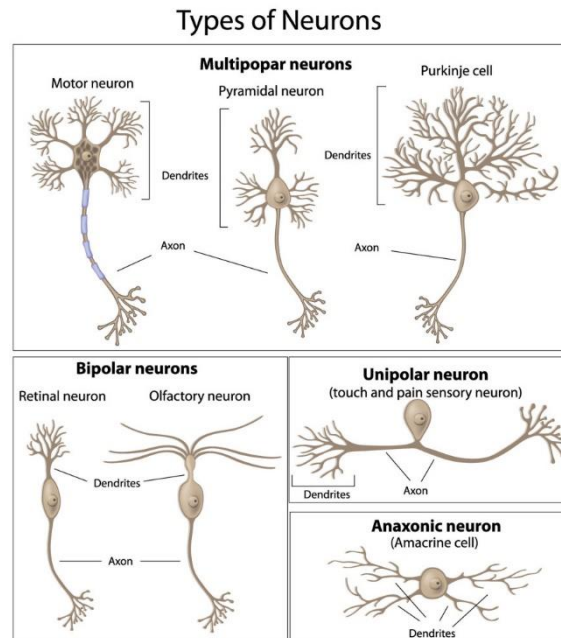 Types of Neurons
Multipopar neurons
Motor neuron
Pyramidal neuron
Purkinje cell
Dendrites
Dendrites
Axon
Axon
Bipolar neurons
Retinal neuron
Olfactory neuron
Dendrites
Axon
Unipolar neuron
(touch and pain sensory neuron)
Dendrites
Axon
Anaxonic neuron
(Amacrine cell)
Dendrites